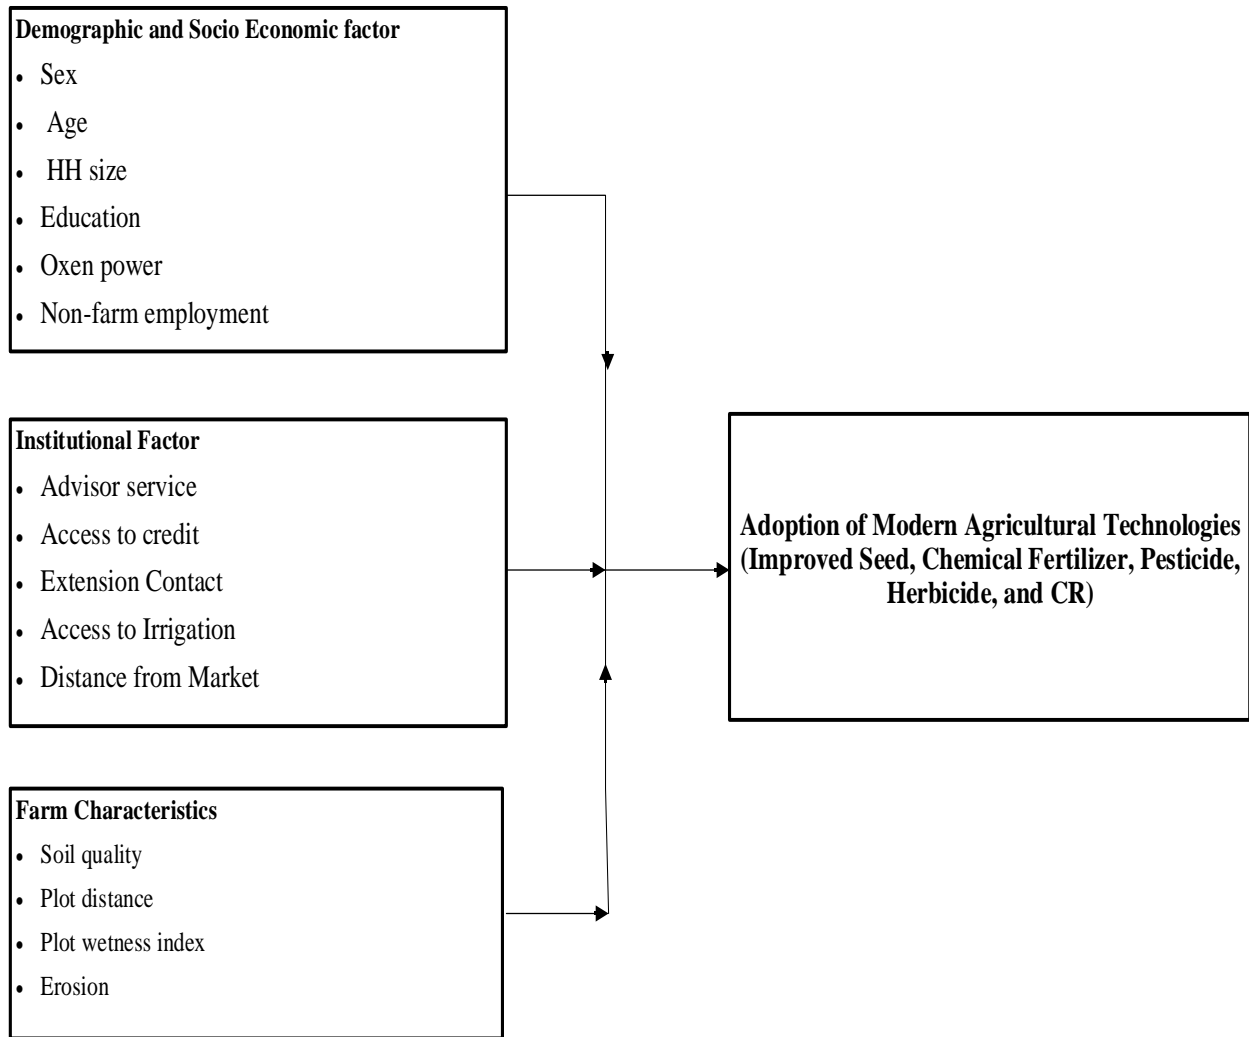 Demographic and Socio Economic factor
• Sex
• Age
• HH size
• Education
• Oxen power
• Non-farm employment
Institutional Factor
• Advisor service
• Access to credit
• Extension Contact
• Access to Irrigation
• Distance from Market
Adoption of Modern Agricultural Technologies
(Improved Seed, Chemical Fertilizer, Pesticide,
Herbicide, and CR)
Farm Characteristics
• Soil quality
• Plot distance
• Plot wetness index
• Erosion